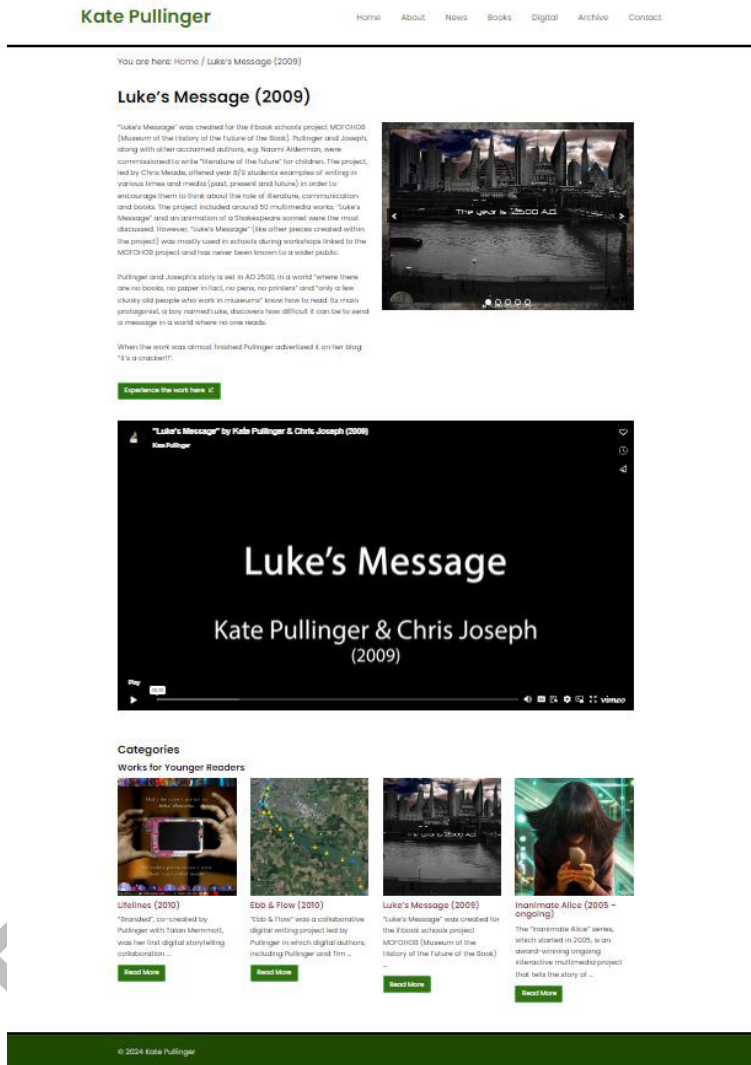 Kate Pullinger
Home About News Books Digital Archive Contact
You are here: Home / Luke's Message (2009)
Luke's Message (2009)
"Luke's Message" was created for the ifbook schools project MOFOHOB
(Museum of the History of the Future of the Book). Pullinger and Joseph,
along with other acclaimed authors, e.g. Naomi Alderman, were
commissioned to write "literature of the future" for children. The project,
led by Chris Meade, offered year 8/9 students examples of writing in
various times and media (past, present and future) in order to
encourage them to think about the role of literature, communication
and books. The project included around 50 multimedia works; "Luke's
Message" and an animation of a Shakespeare sonnet were the most
discussed. However, "Luke's Message" (like other pieces created within
the project) was mostly used in schools during workshops linked to the
MOFOHOB project and has never been known to a wider public.
The year is 2500 A.D.
Pullinger and Joseph's story is set in AD 2500, in a world "where there
are no books, no paper in fact, no pens, no printers" and "only a few
clunky old people who work in museums" know how to read. Its main
protagonist, a boy named Luke, discovers how difficult it can be to send
a message in a world where no one reads.
When the work was almost finished Pullinger advertised it on her blog:
"it's a cracker!!".
Experience the work here
"Luke's Message" by Kate Pullinger & Chris Joseph (2009)
Kate Pullinger
Luke's Message
Kate Pullinger & Chris Joseph
(2009)
Play
vimeo
Categories
Works for Younger Readers
The year is 2500 A.D.
Lifelines (2010)
"Branded", co-created by
Pullinger with Talan Memmott,
was her first digital storytelling
collaboration ...
Read More
Ebb & Flow (2010)
"Ebb & Flow" was a collaborative
digital writing project led by
Pullinger in which digital authors,
including Pullinger and Tim ...
Read More
Luke's Message (2009)
"Luke's Message" was created for
the ifbook schools project
MOFOHOB (Museum of the
History of the Future of the Book)
...
Read More
Inanimate Alice (2005 –
ongoing)
The "Inanimate Alice" series,
which started in 2005, is an
award-winning ongoing
interactive multimedia project
that tells the story of ...
Read More
© 2024 Kate Pullinger